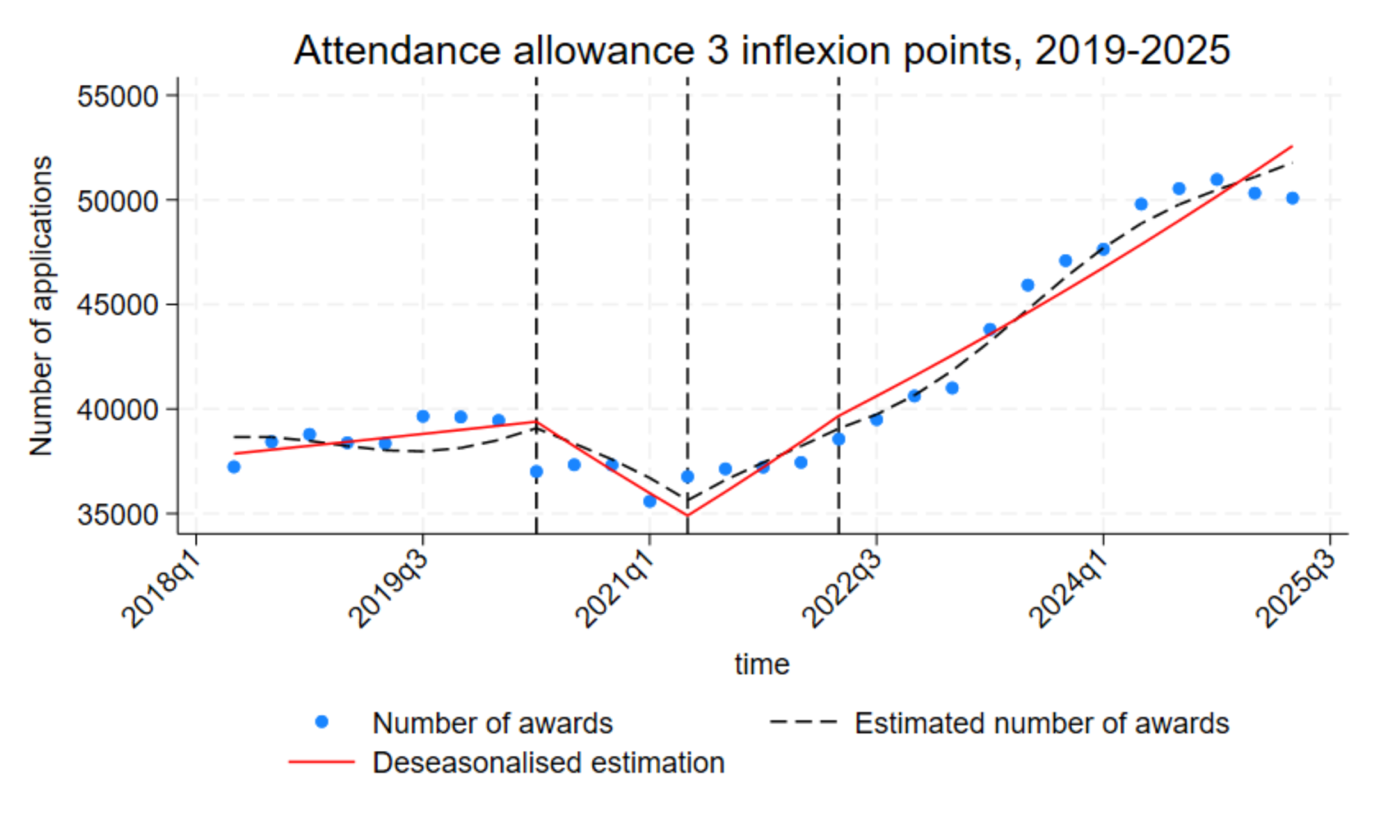 Attendance allowance 3 inflexion points, 2019-2025
55000
50000
45000
40000
35000
Number of applications
2018q1
2019q3
2021q1
2022q3
2024q1
2025q3
time
Number of awards
Estimated number of awards
Deseasonalised estimation